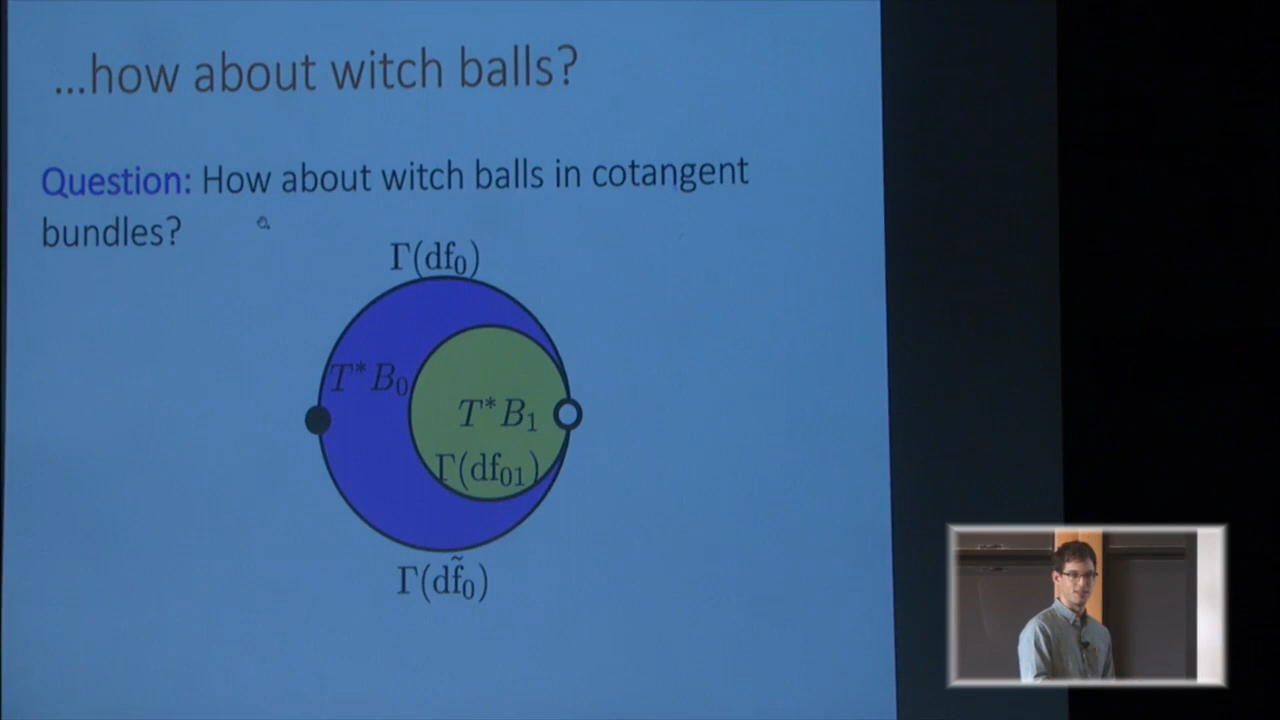 ...how about witch balls?
Question: How about witch balls in cotangent
bundles?
Γ(df₀)
T*B₀
T*B₁
Γ(df₀₁)
Γ(df̃₀)